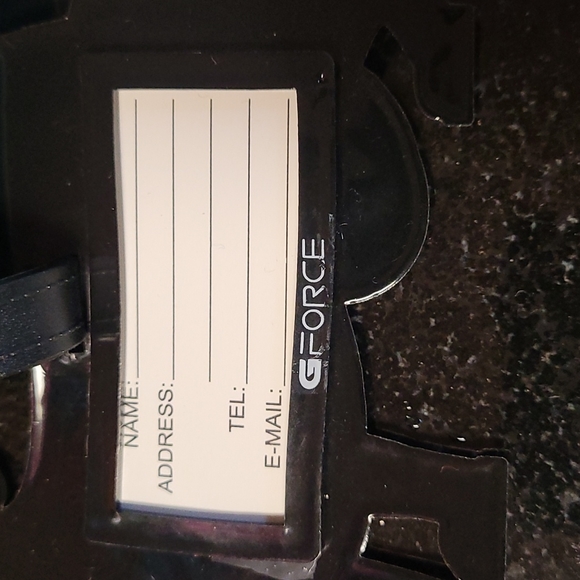 NAME:
ADDRESS:
TEL:
E-MAIL:
GFORCE